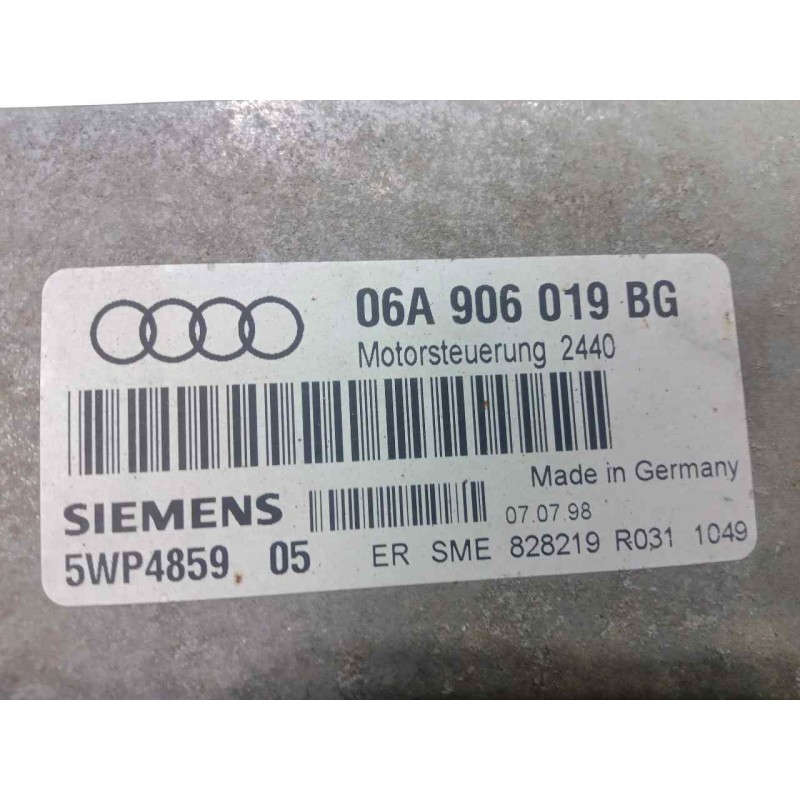 06A 906 019 BG
Motorsteuerung 2440
Made in Germany
SIEMENS 07.07.98
5WP4859 05 ER SME 828219 R031 1049